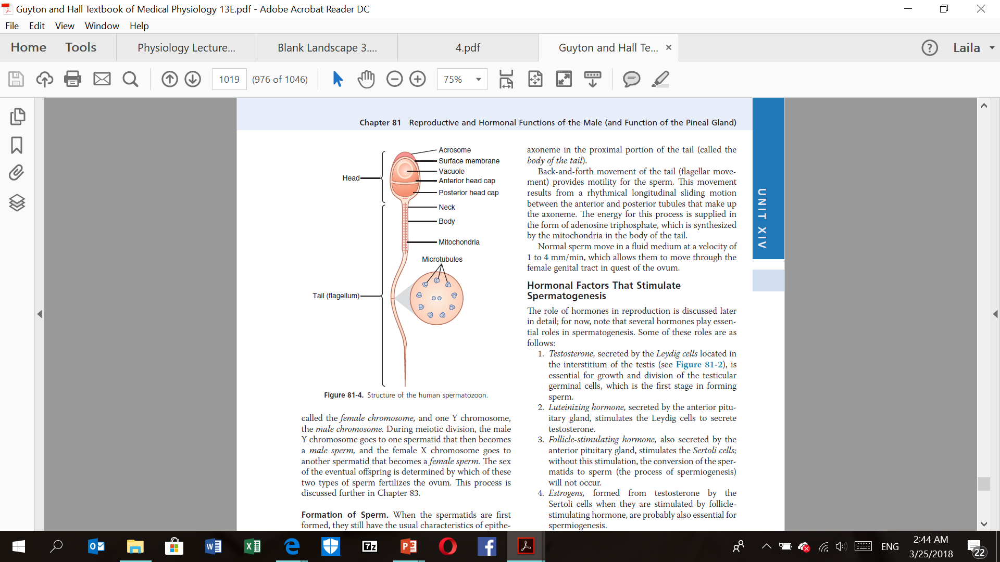 Guyton and Hall Textbook of Medical Physiology 13E.pdf - Adobe Acrobat Reader DC
File Edit View Window Help
Home Tools Physiology Lecture... Blank Landscape 3.... 4.pdf Guyton and Hall Te... × ? Laila
1019 (976 of 1046) 75%
Chapter 81 Reproductive and Hormonal Functions of the Male (and Function of the Pineal Gland)
UNIT XIV
Acrosome
Surface membrane
Vacuole
Head
Anterior head cap
Posterior head cap
Neck
Body
Mitochondria
Microtubules
Tail (flagellum)
Figure 81-4. Structure of the human spermatozoon.
called the female chromosome, and one Y chromosome,
the male chromosome. During meiotic division, the male
Y chromosome goes to one spermatid that then becomes
a male sperm, and the female X chromosome goes to
another spermatid that becomes a female sperm. The sex
of the eventual offspring is determined by which of these
two types of sperm fertilizes the ovum. This process is
discussed further in Chapter 83.
Formation of Sperm. When the spermatids are first
formed, they still have the usual characteristics of epithe-
axoneme in the proximal portion of the tail (called the
body of the tail).
Back-and-forth movement of the tail (flagellar move-
ment) provides motility for the sperm. This movement
results from a rhythmical longitudinal sliding motion
between the anterior and posterior tubules that make up
the axoneme. The energy for this process is supplied in
the form of adenosine triphosphate, which is synthesized
by the mitochondria in the body of the tail.
Normal sperm move in a fluid medium at a velocity of
1 to 4 mm/min, which allows them to move through the
female genital tract in quest of the ovum.
Hormonal Factors That Stimulate
Spermatogenesis
The role of hormones in reproduction is discussed later
in detail; for now, note that several hormones play essen-
tial roles in spermatogenesis. Some of these roles are as
follows:
1. Testosterone, secreted by the Leydig cells located in
the interstitium of the testis (see Figure 81-2), is
essential for growth and division of the testicular
germinal cells, which is the first stage in forming
sperm.
2. Luteinizing hormone, secreted by the anterior pitu-
itary gland, stimulates the Leydig cells to secrete
testosterone.
3. Follicle-stimulating hormone, also secreted by the
anterior pituitary gland, stimulates the Sertoli cells;
without this stimulation, the conversion of the sper-
matids to sperm (the process of spermiogenesis)
will not occur.
4. Estrogens, formed from testosterone by the
Sertoli cells when they are stimulated by follicle-
stimulating hormone, are probably also essential for
spermiogenesis.
ENG
2:44 AM
3/25/2018
22